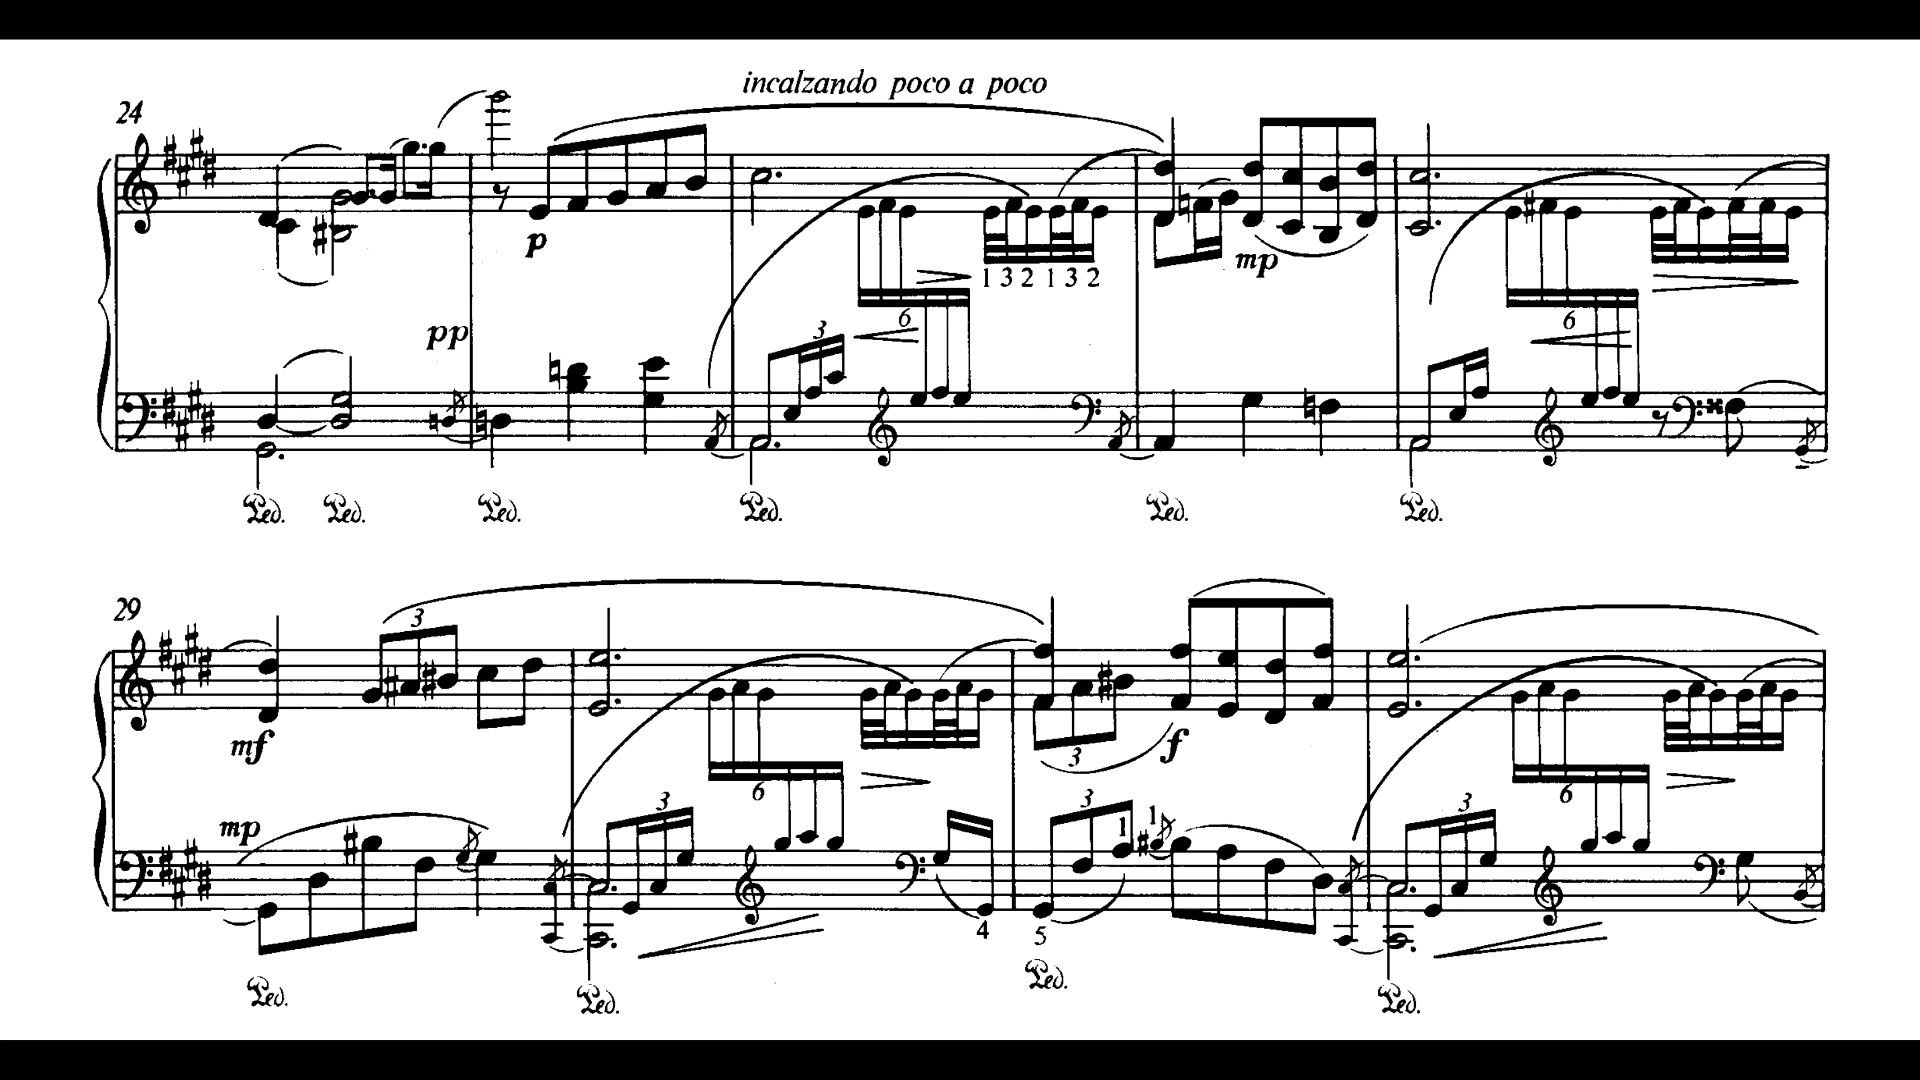 incalzando poco a poco
24
p
pp
3
6
1 3 2 1 3 2
mp
6
Ped. Ped. Ped. Ped. Ped. Ped.
29
3
mf
mp
3
6
3
f
3
1
1
4
5
3
6
Ped. Ped. Ped. Ped.